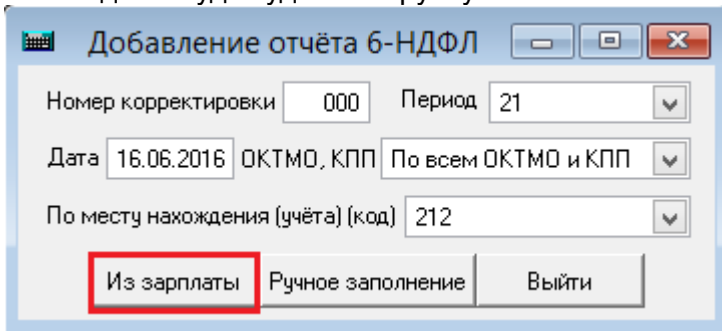 Добавление отчёта 6-НДФЛ
Номер корректировки 000 Период 21
Дата 16.06.2016 ОКТМО, КПП По всем ОКТМО и КПП
По месту нахождения (учёта) (код) 212
Из зарплаты Ручное заполнение Выйти